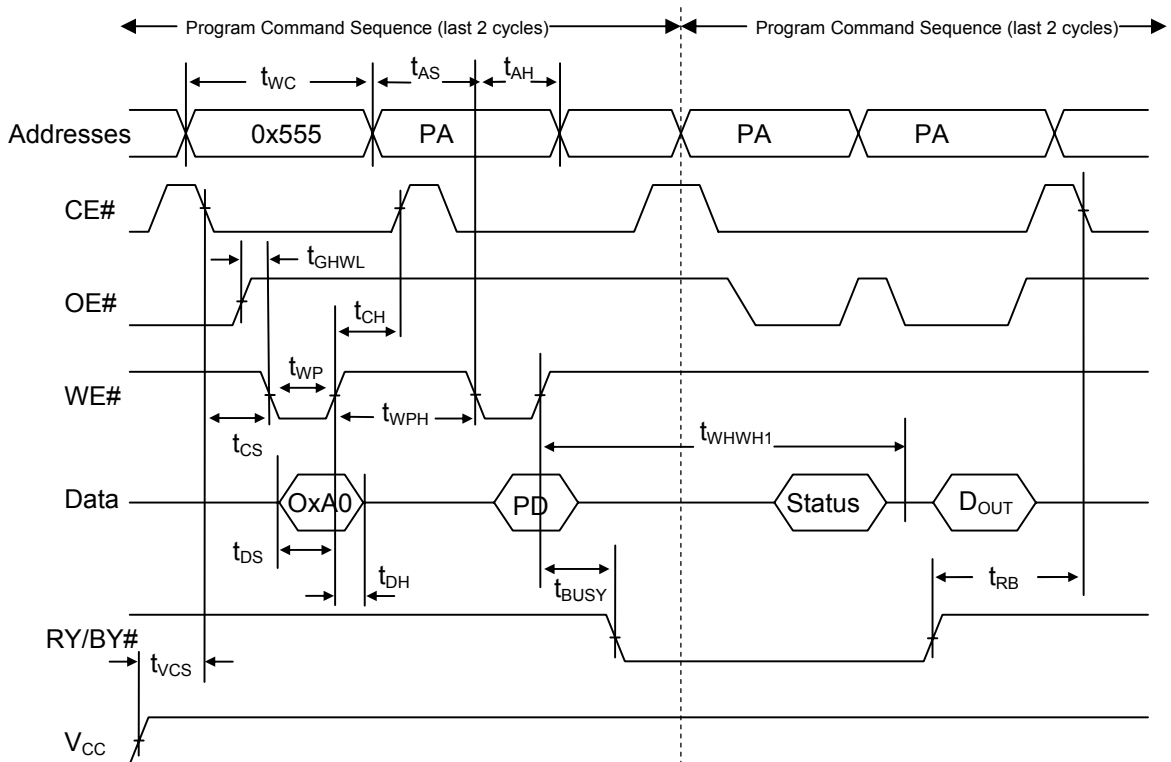 Program Command Sequence (last 2 cycles) Program Command Sequence (last 2 cycles)
tWC tAS tAH
Addresses 0x555 PA PA PA
CE#
tGHWL
OE#
tCH
tWP
WE#
tWPH
tCS tWHWH1
Data OxA0 PD Status DOUT
tDS tDH tBUSY tRB
RY/BY#
tVCS
VCC